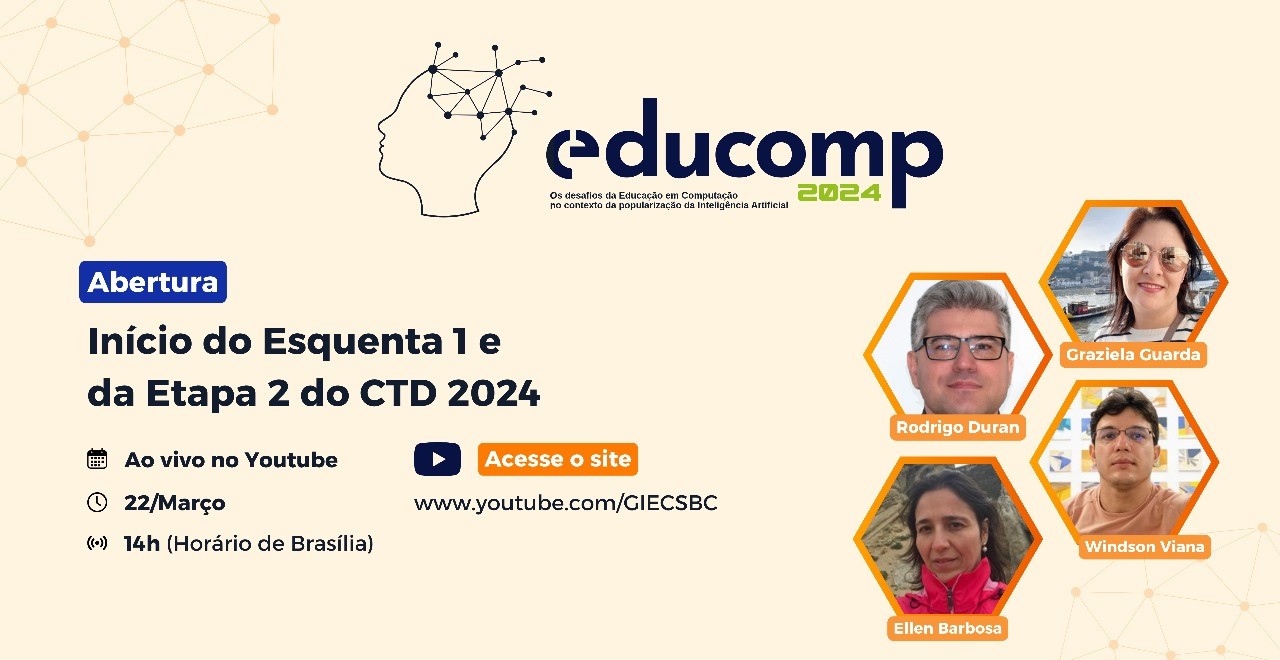 educomp
2024
Os desafios da Educação em Computação
no contexto da popularização da Inteligência Artificial
Abertura
Início do Esquenta 1 e
da Etapa 2 do CTD 2024
Ao vivo no Youtube
Acesse o site
22/Março
www.youtube.com/GIECSBC
14h (Horário de Brasília)
Graziela Guarda
Rodrigo Duran
Windson Viana
Ellen Barbosa